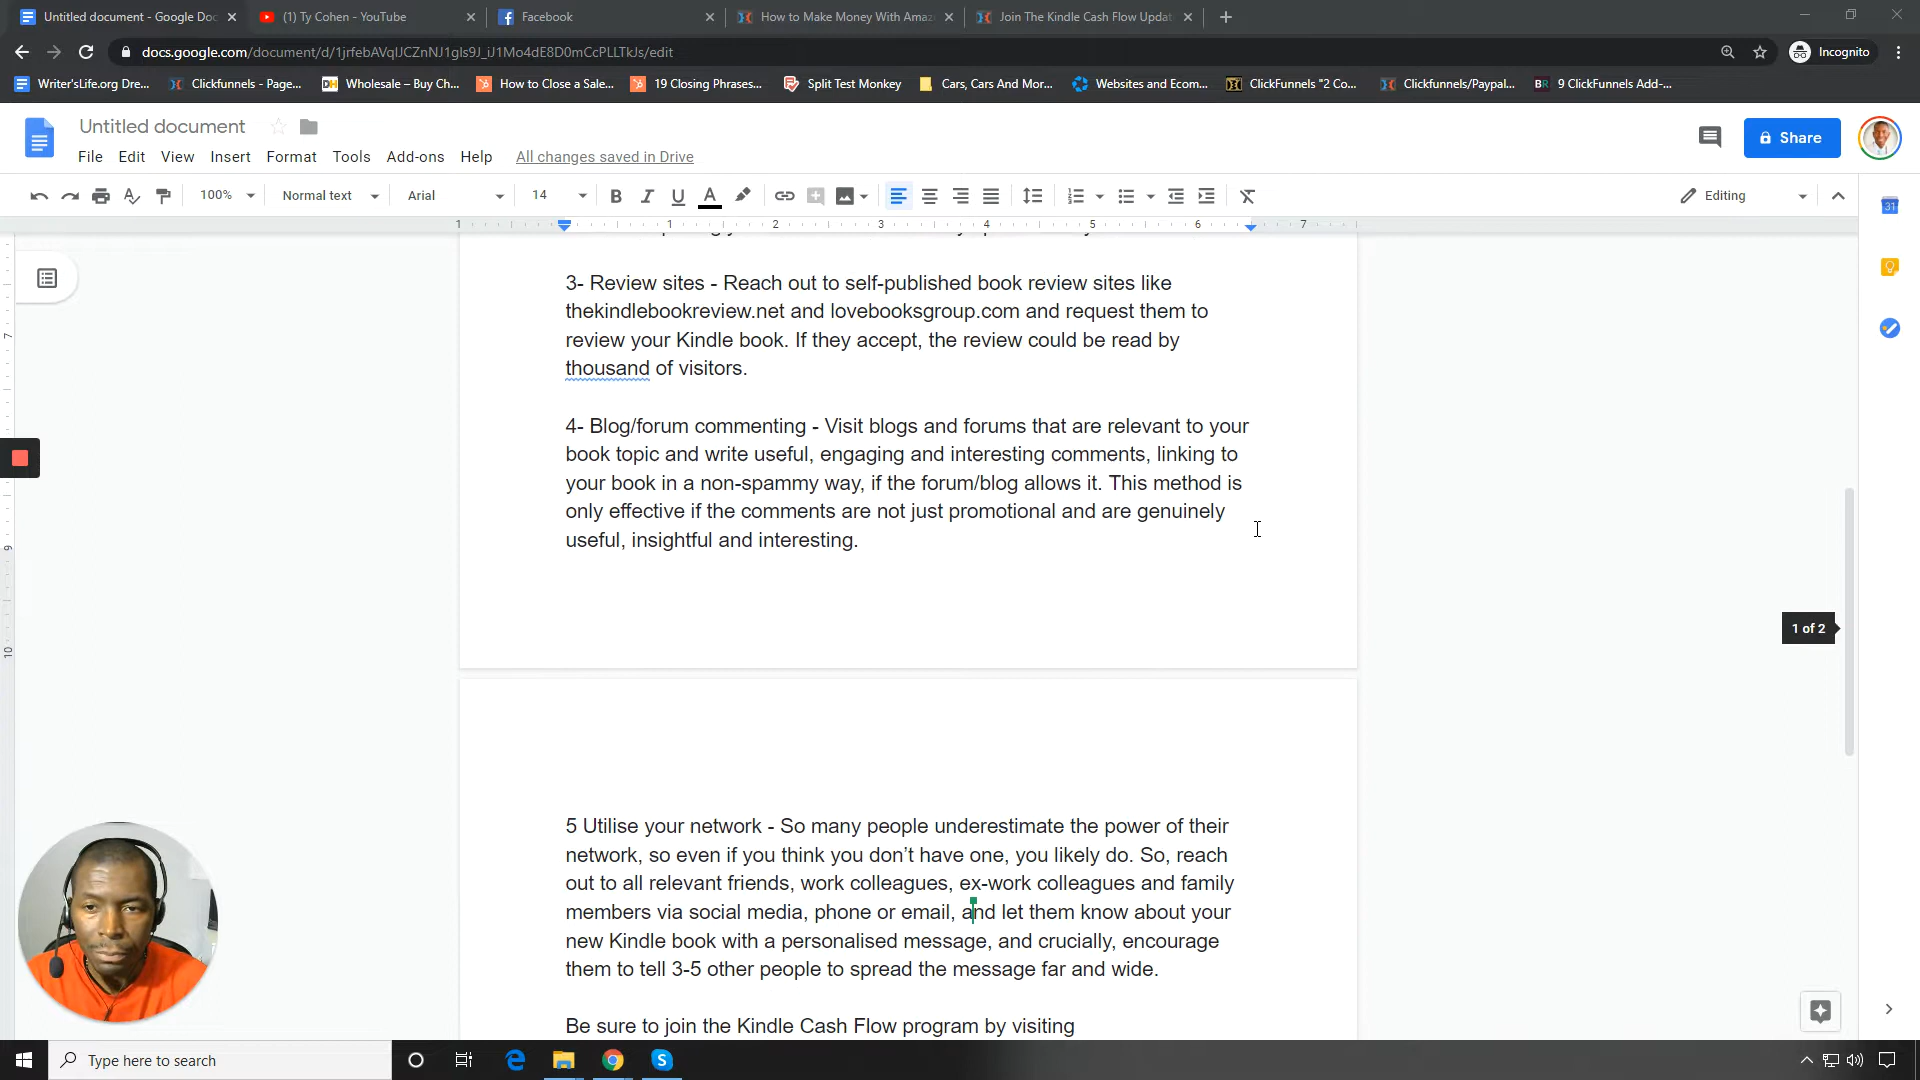 Untitled document - Google Doc
(1) Ty Cohen - YouTube
Facebook
How to Make Money With Amaz
Join The Kindle Cash Flow Updat
docs.google.com/document/d/1jrfebAVqlJCZnNJ1gls9J_iJ1Mo4dE8D0mCcPLLTkJs/edit
Incognito
Writer'sLife.org Dre...
Clickfunnels - Page...
Wholesale – Buy Ch...
How to Close a Sale...
19 Closing Phrases...
Split Test Monkey
Cars, Cars And Mor...
Websites and Ecom...
ClickFunnels "2 Co...
Clickfunnels/Paypal...
9 ClickFunnels Add-...
Untitled document
Share
File Edit View Insert Format Tools Add-ons Help All changes saved in Drive
100% Normal text Arial 14 B I U A Editing
1 1 2 3 4 5 6 7
3- Review sites - Reach out to self-published book review sites like
thekindlebookreview.net and lovebooksgroup.com and request them to
review your Kindle book. If they accept, the review could be read by
thousand of visitors.
4- Blog/forum commenting - Visit blogs and forums that are relevant to your
book topic and write useful, engaging and interesting comments, linking to
your book in a non-spammy way, if the forum/blog allows it. This method is
only effective if the comments are not just promotional and are genuinely
useful, insightful and interesting.
1 of 2
5 Utilise your network - So many people underestimate the power of their
network, so even if you think you don't have one, you likely do. So, reach
out to all relevant friends, work colleagues, ex-work colleagues and family
members via social media, phone or email, and let them know about your
new Kindle book with a personalised message, and crucially, encourage
them to tell 3-5 other people to spread the message far and wide.
Be sure to join the Kindle Cash Flow program by visiting
Type here to search